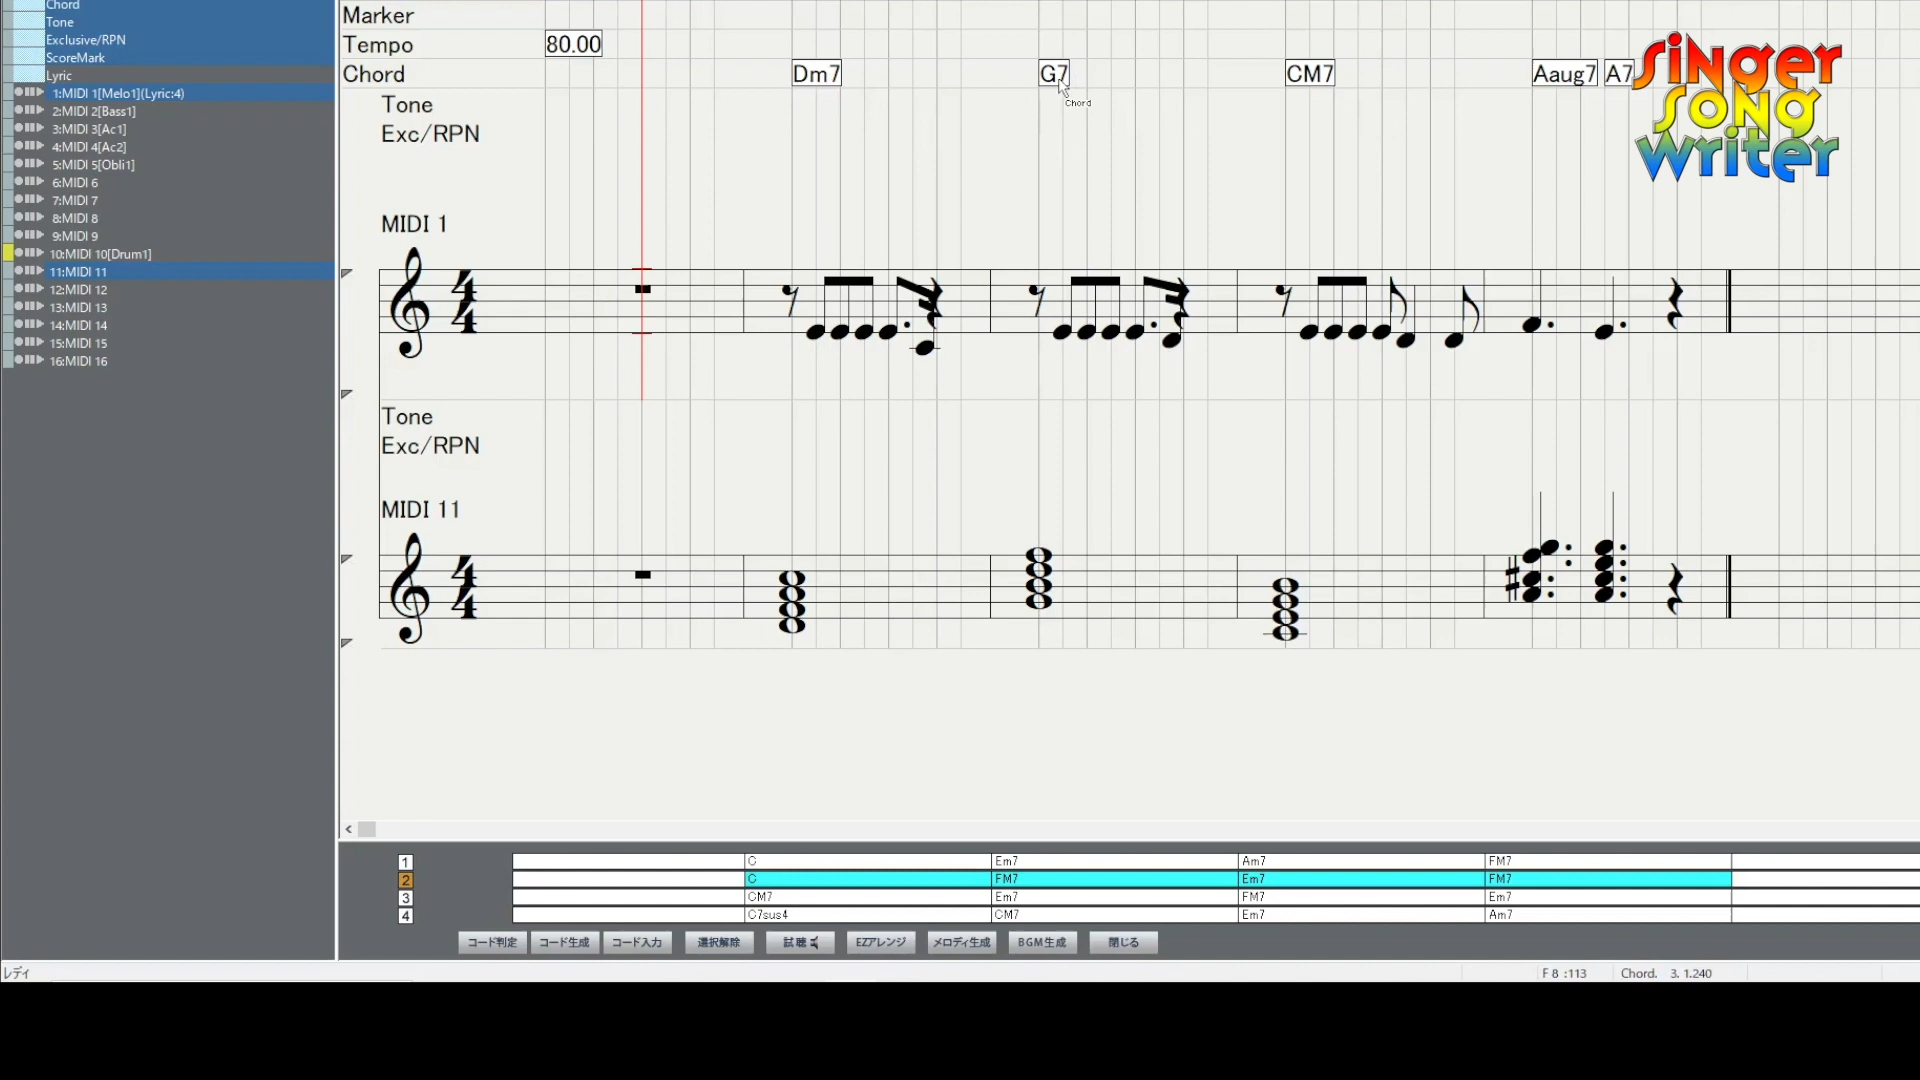 Chord
Tone
Exclusive/RPN
ScoreMark
Lyric
1:MIDI 1[Melo1](Lyric:4)
2:MIDI 2[Bass1]
3:MIDI 3[Ac1]
4:MIDI 4[Ac2]
5:MIDI 5[Obli1]
6:MIDI 6
7:MIDI 7
8:MIDI 8
9:MIDI 9
10:MIDI 10[Drum1]
11:MIDI 11
12:MIDI 12
13:MIDI 13
14:MIDI 14
15:MIDI 15
16:MIDI 16
Marker
Tempo 80.00
Chord Dm7 G7 CM7 Aaug7 A7
Chord
Singer
Song
Writer
Tone
Exc/RPN
MIDI 1
4
4
Tone
Exc/RPN
MIDI 11
4
4
1 C Em7 Am7 FM7
2 C FM7 Em7 FM7
3 CM7 Em7 FM7 Em7
4 C7sus4 CM7 Em7 Am7
コード判定 コード生成 コード入力 選択解除 試聴 EZアレンジ メロディ生成 BGM生成 閉じる
レディ F 8 :113 Chord. 3. 1.240